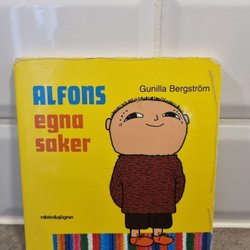 Gunilla Bergström
ALFONS
egna
saker
rabén&sjögren